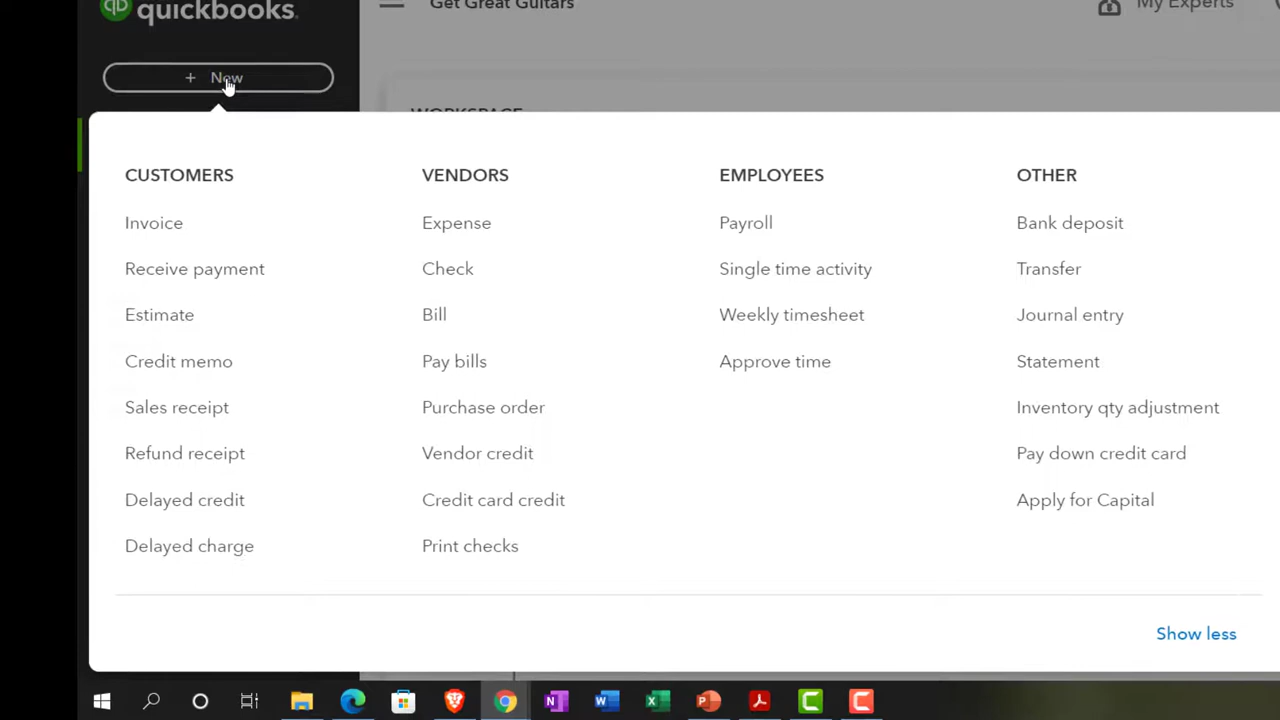 quickbooks.
Get Great Guitars
My Experts
+ New
WORKSPACE
CUSTOMERS
Invoice
Receive payment
Estimate
Credit memo
Sales receipt
Refund receipt
Delayed credit
Delayed charge
VENDORS
Expense
Check
Bill
Pay bills
Purchase order
Vendor credit
Credit card credit
Print checks
EMPLOYEES
Payroll
Single time activity
Weekly timesheet
Approve time
OTHER
Bank deposit
Transfer
Journal entry
Statement
Inventory qty adjustment
Pay down credit card
Apply for Capital
Show less